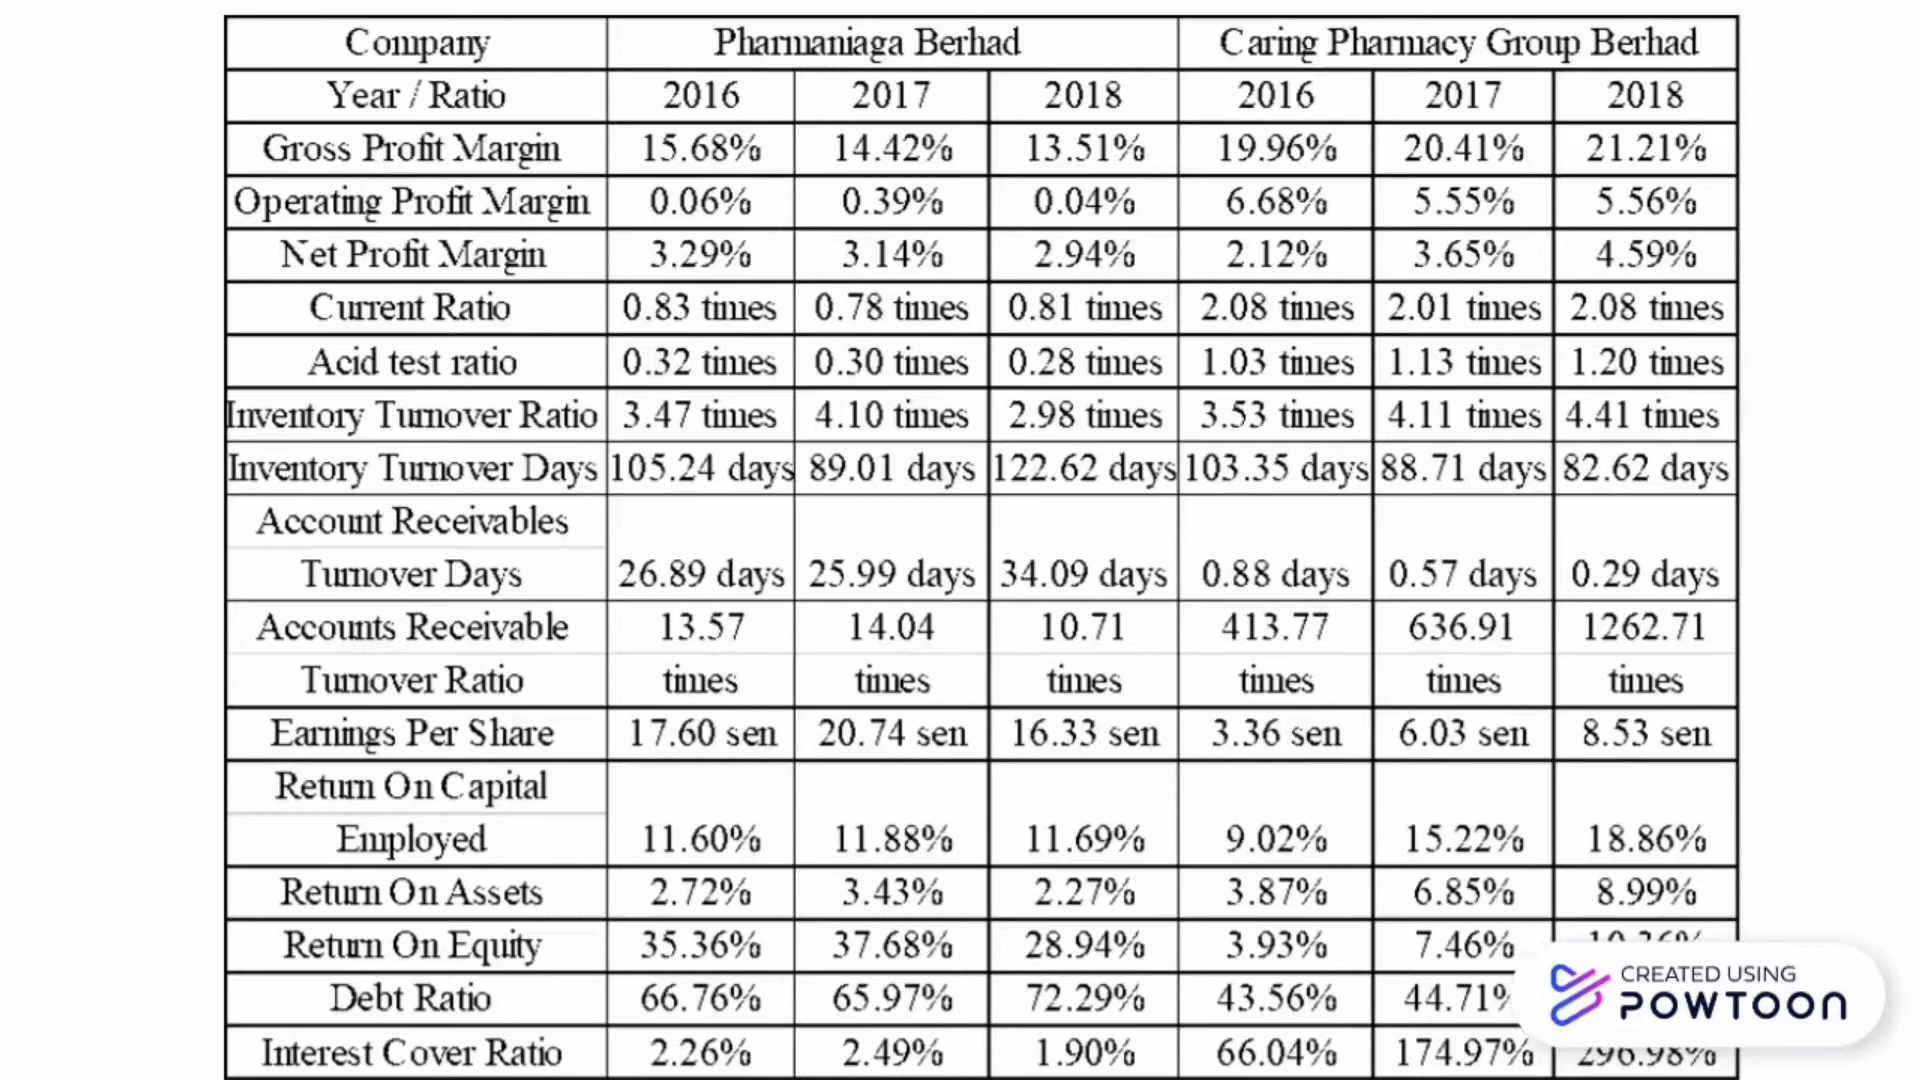 Company Pharmaniaga Berhad Caring Pharmacy Group Berhad
Year / Ratio 2016 2017 2018 2016 2017 2018
Gross Profit Margin 15.68% 14.42% 13.51% 19.96% 20.41% 21.21%
Operating Profit Margin 0.06% 0.39% 0.04% 6.68% 5.55% 5.56%
Net Profit Margin 3.29% 3.14% 2.94% 2.12% 3.65% 4.59%
Current Ratio 0.83 times 0.78 times 0.81 times 2.08 times 2.01 times 2.08 times
Acid test ratio 0.32 times 0.30 times 0.28 times 1.03 times 1.13 times 1.20 times
Inventory Turnover Ratio 3.47 times 4.10 times 2.98 times 3.53 times 4.11 times 4.41 times
Inventory Turnover Days 105.24 days 89.01 days 122.62 days 103.35 days 88.71 days 82.62 days
Account Receivables
Turnover Days 26.89 days 25.99 days 34.09 days 0.88 days 0.57 days 0.29 days
Accounts Receivable 13.57 14.04 10.71 413.77 636.91 1262.71
Turnover Ratio times times times times times times
Earnings Per Share 17.60 sen 20.74 sen 16.33 sen 3.36 sen 6.03 sen 8.53 sen
Return On Capital
Employed 11.60% 11.88% 11.69% 9.02% 15.22% 18.86%
Return On Assets 2.72% 3.43% 2.27% 3.87% 6.85% 8.99%
Return On Equity 35.36% 37.68% 28.94% 3.93% 7.46%
Debt Ratio 66.76% 65.97% 72.29% 43.56% 44.71%
Interest Cover Ratio 2.26% 2.49% 1.90% 66.04% 174.97% 296.98%
CREATED USING
POWTOON